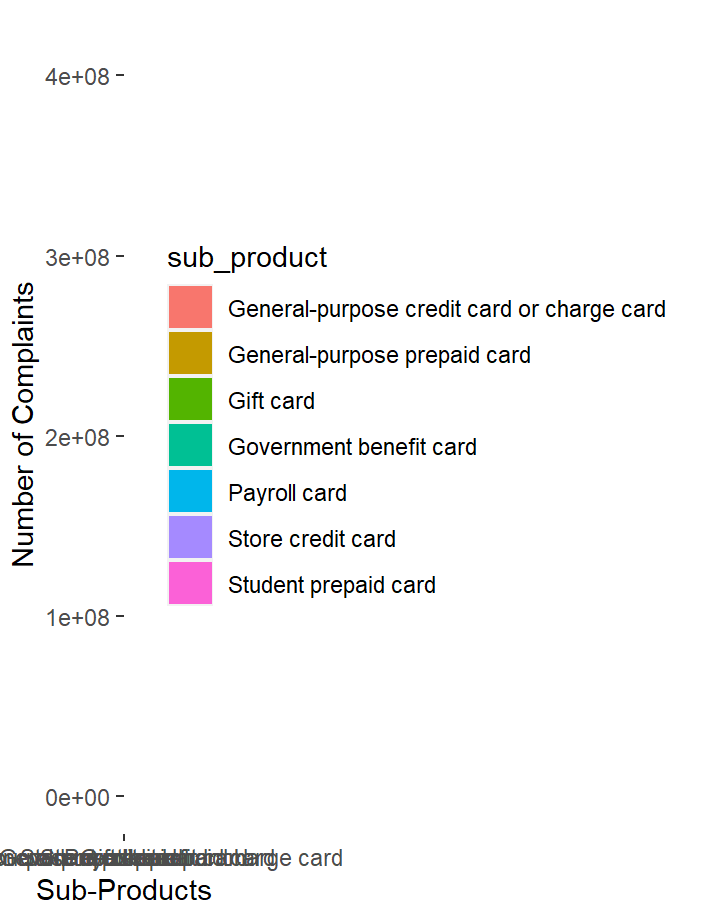 4e+08
3e+08
2e+08
1e+08
0e+00
Number of Complaints
sub_product
General-purpose credit card or charge card
General-purpose prepaid card
Gift card
Government benefit card
Payroll card
Store credit card
Student prepaid card
charge card
Sub-Products